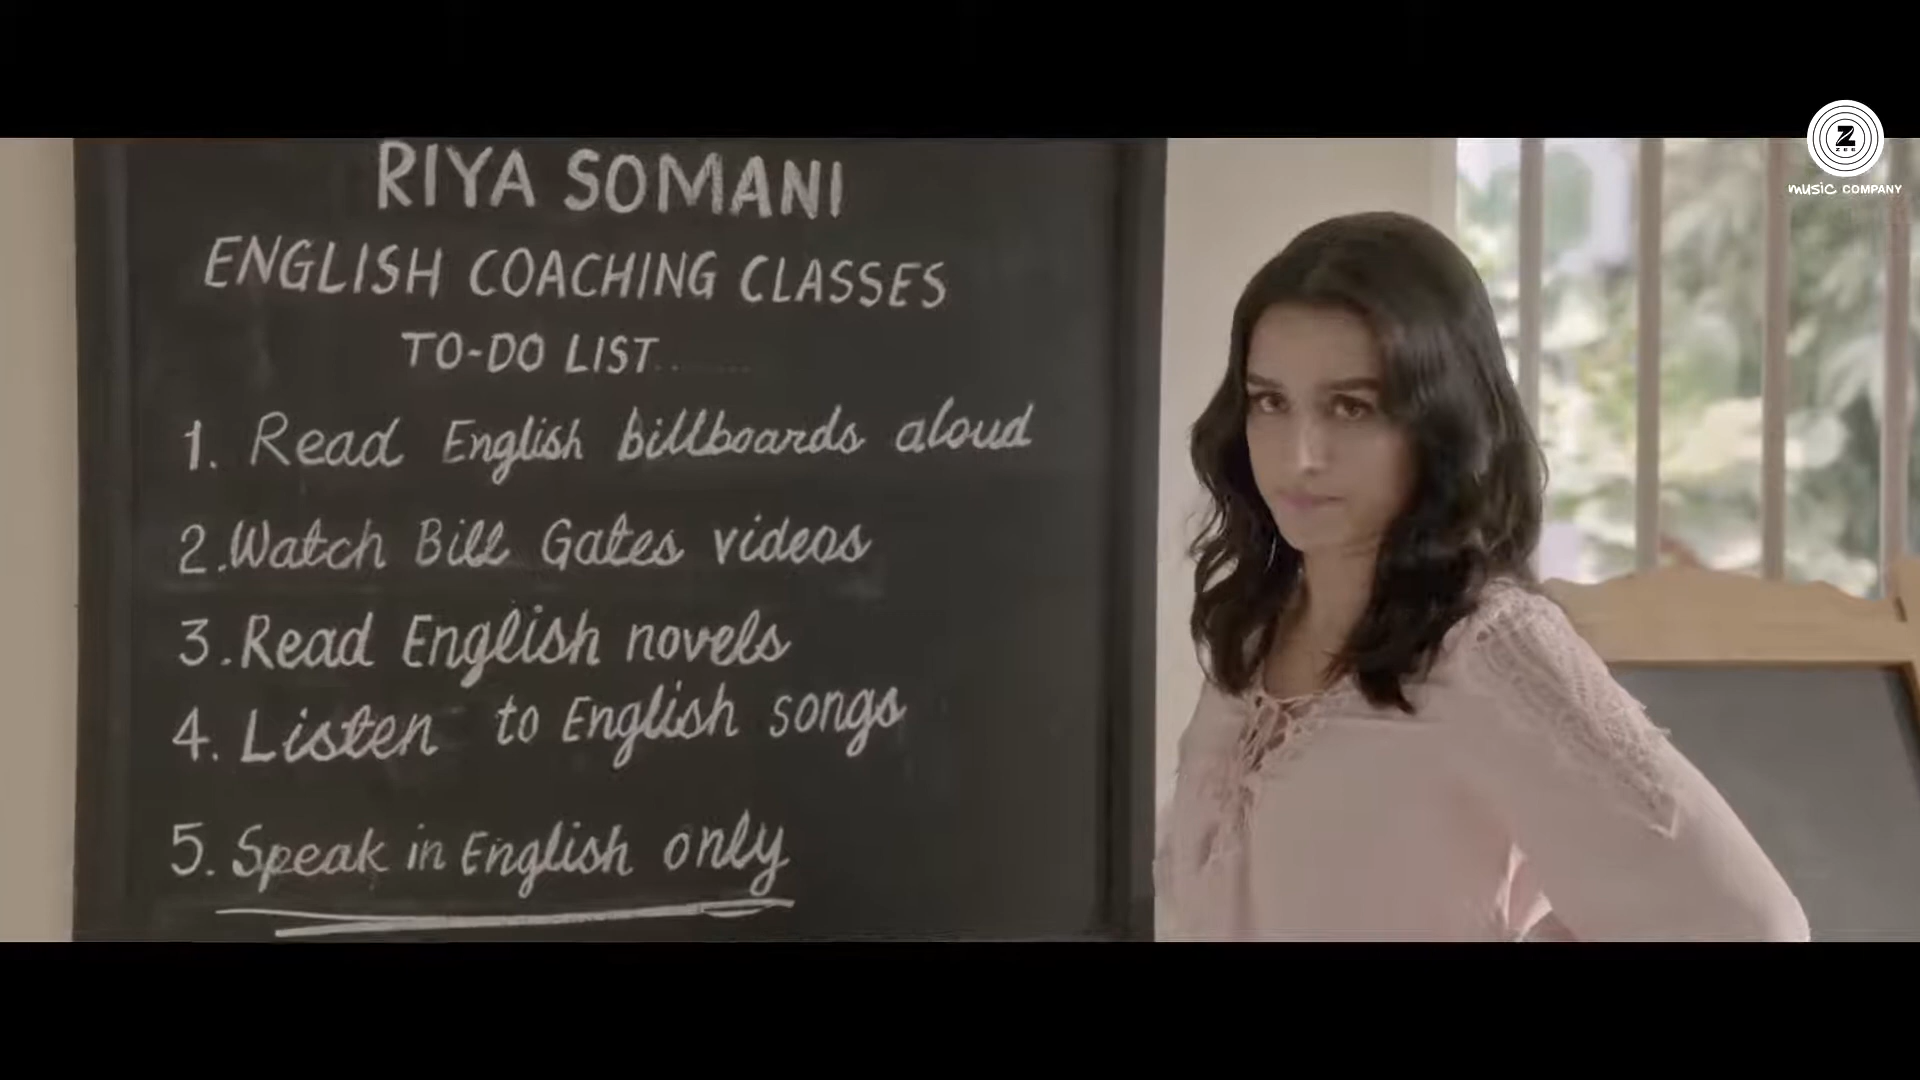 RIYA SOMANI
ENGLISH COACHING CLASSES
TO-DO LIST........
1. Read English billboards aloud
2. Watch Bill Gates videos
3. Read English novels
4. Listen to English songs
5. Speak in English only
Z
ZEE
music COMPANY